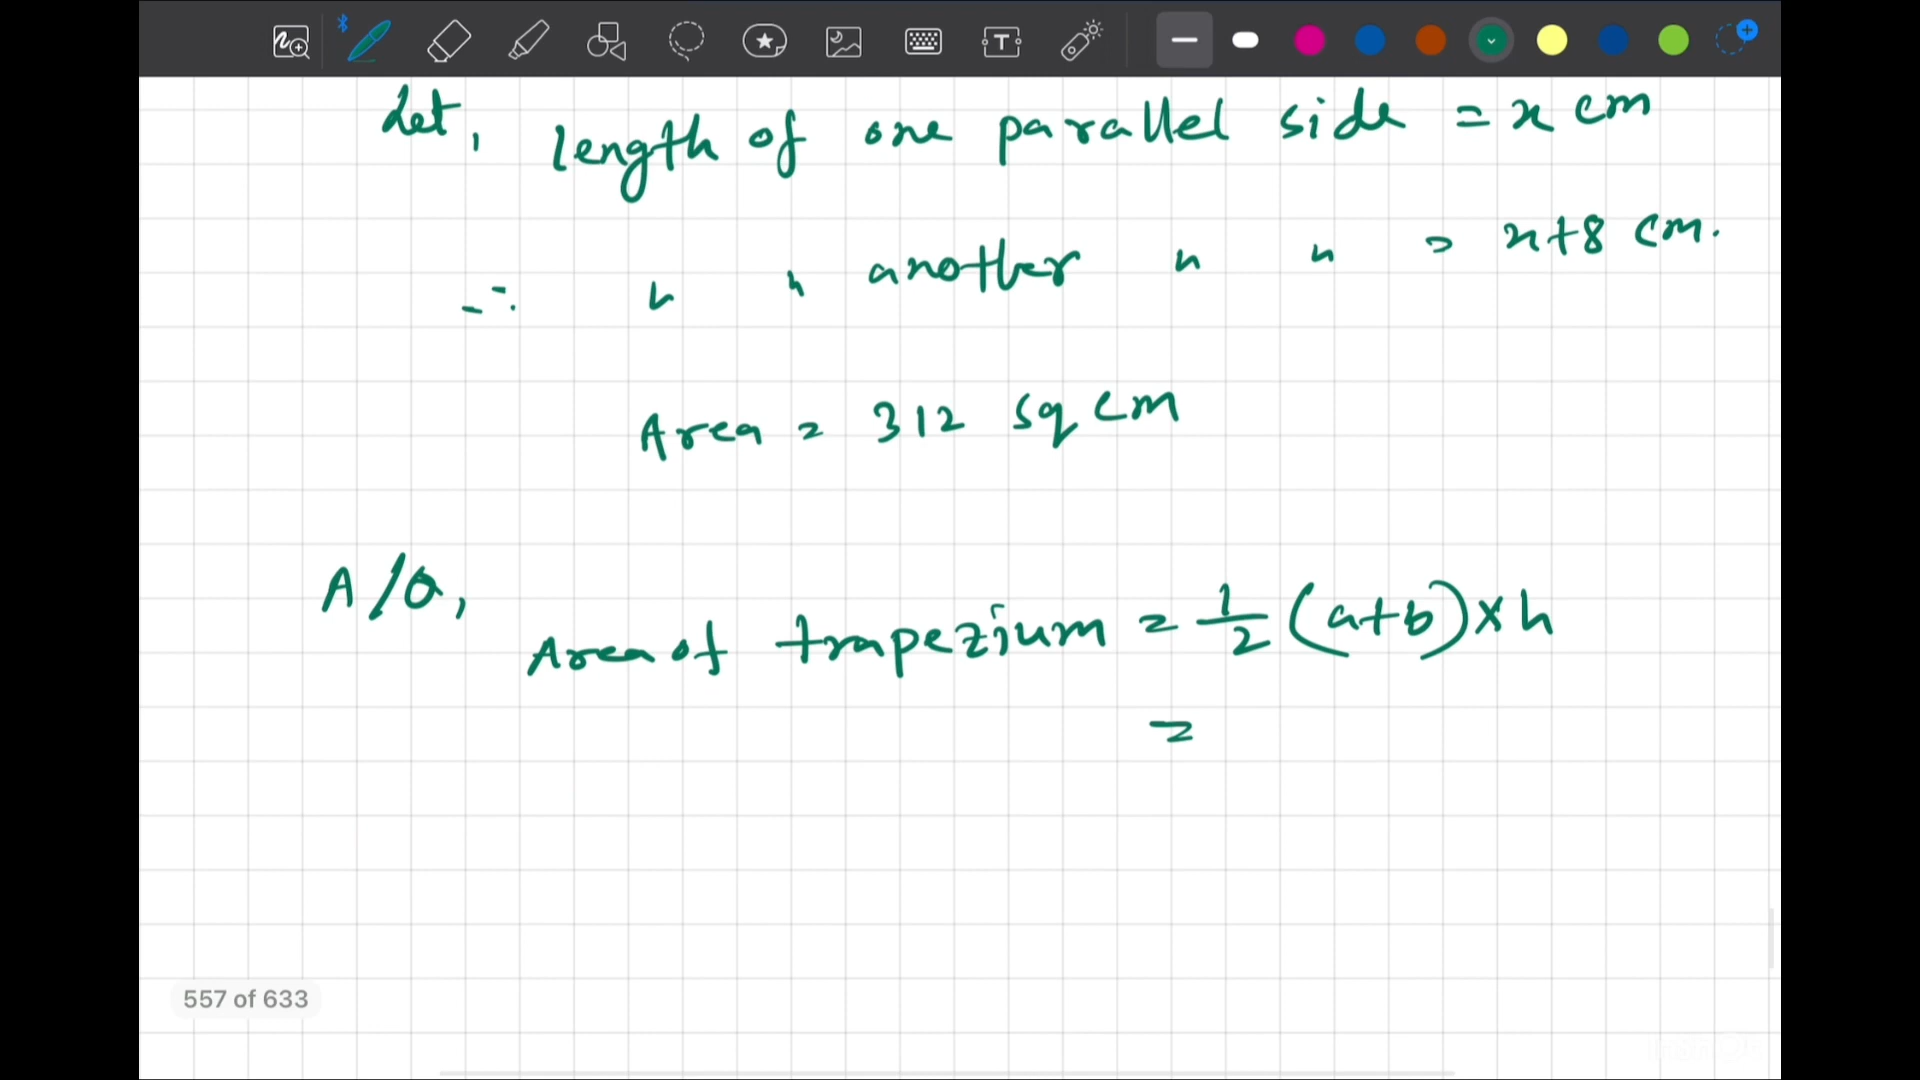 Let, length of one parallel side = x cm
∴ " " another " " = x+8 cm.
Area = 312 sq cm
A/Q,
Area of trapezium = 1/2 (a+b)×h
=
557 of 633